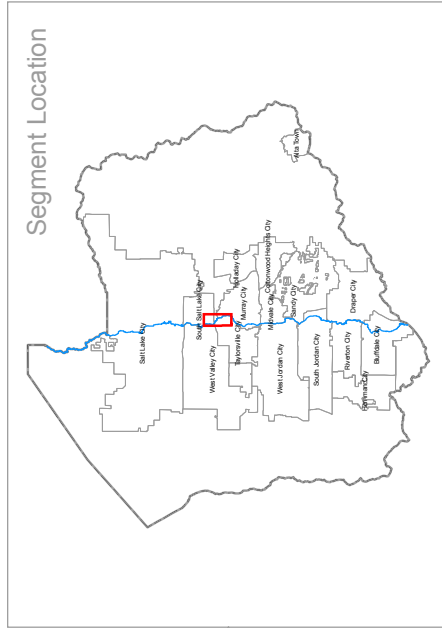 Segment Location
Salt Lake City
South Salt Lake City
West Valley City
Holladay City
Taylorsville City
Murray City
Cottonwood Heights City
Midvale City
West Jordan City
Sandy City
Alta Town
South Jordan City
Draper City
Riverton City
Bluffdale City
Herriman City